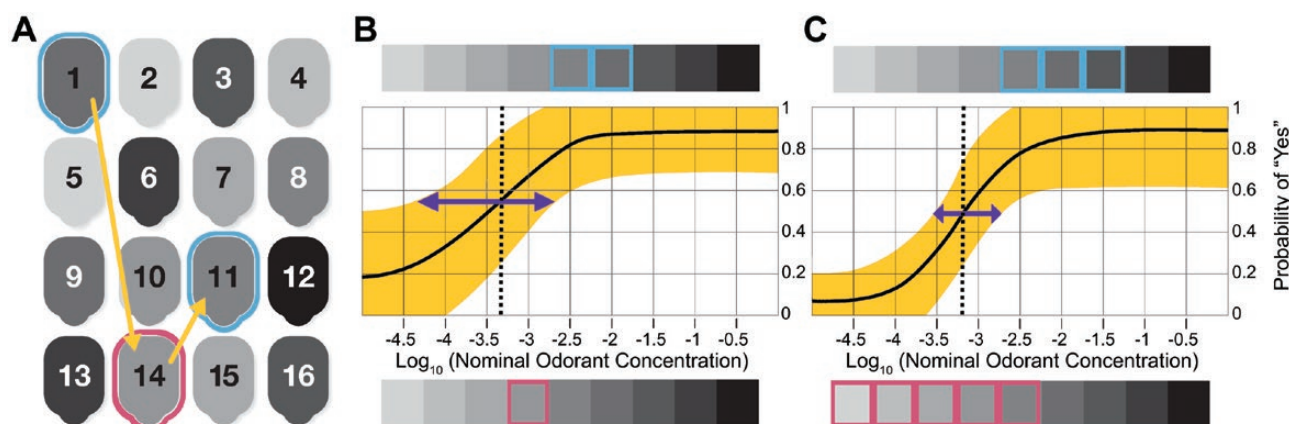 A
B
C
1 2 3 4
5 6 7 8
9 10 11 12
13 14 15 16
1
0.8
0.6
0.4
0.2
0
-4.5 -4 -3.5 -3 -2.5 -2 -1.5 -1 -0.5
Log10 (Nominal Odorant Concentration)
1
0.8
0.6
0.4
0.2
0
Probability of “Yes”
-4.5 -4 -3.5 -3 -2.5 -2 -1.5 -1 -0.5
Log10 (Nominal Odorant Concentration)